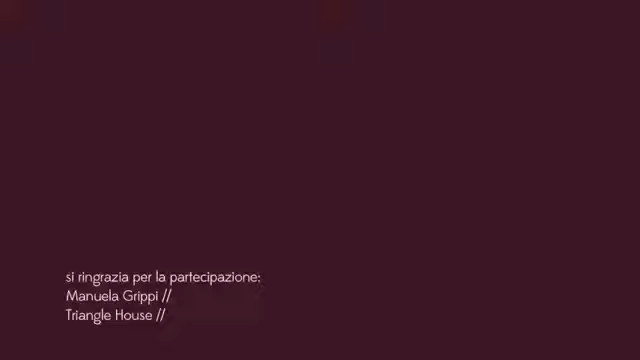 si ringrazia per la partecipazione:
Manuela Grippi //
Triangle House //